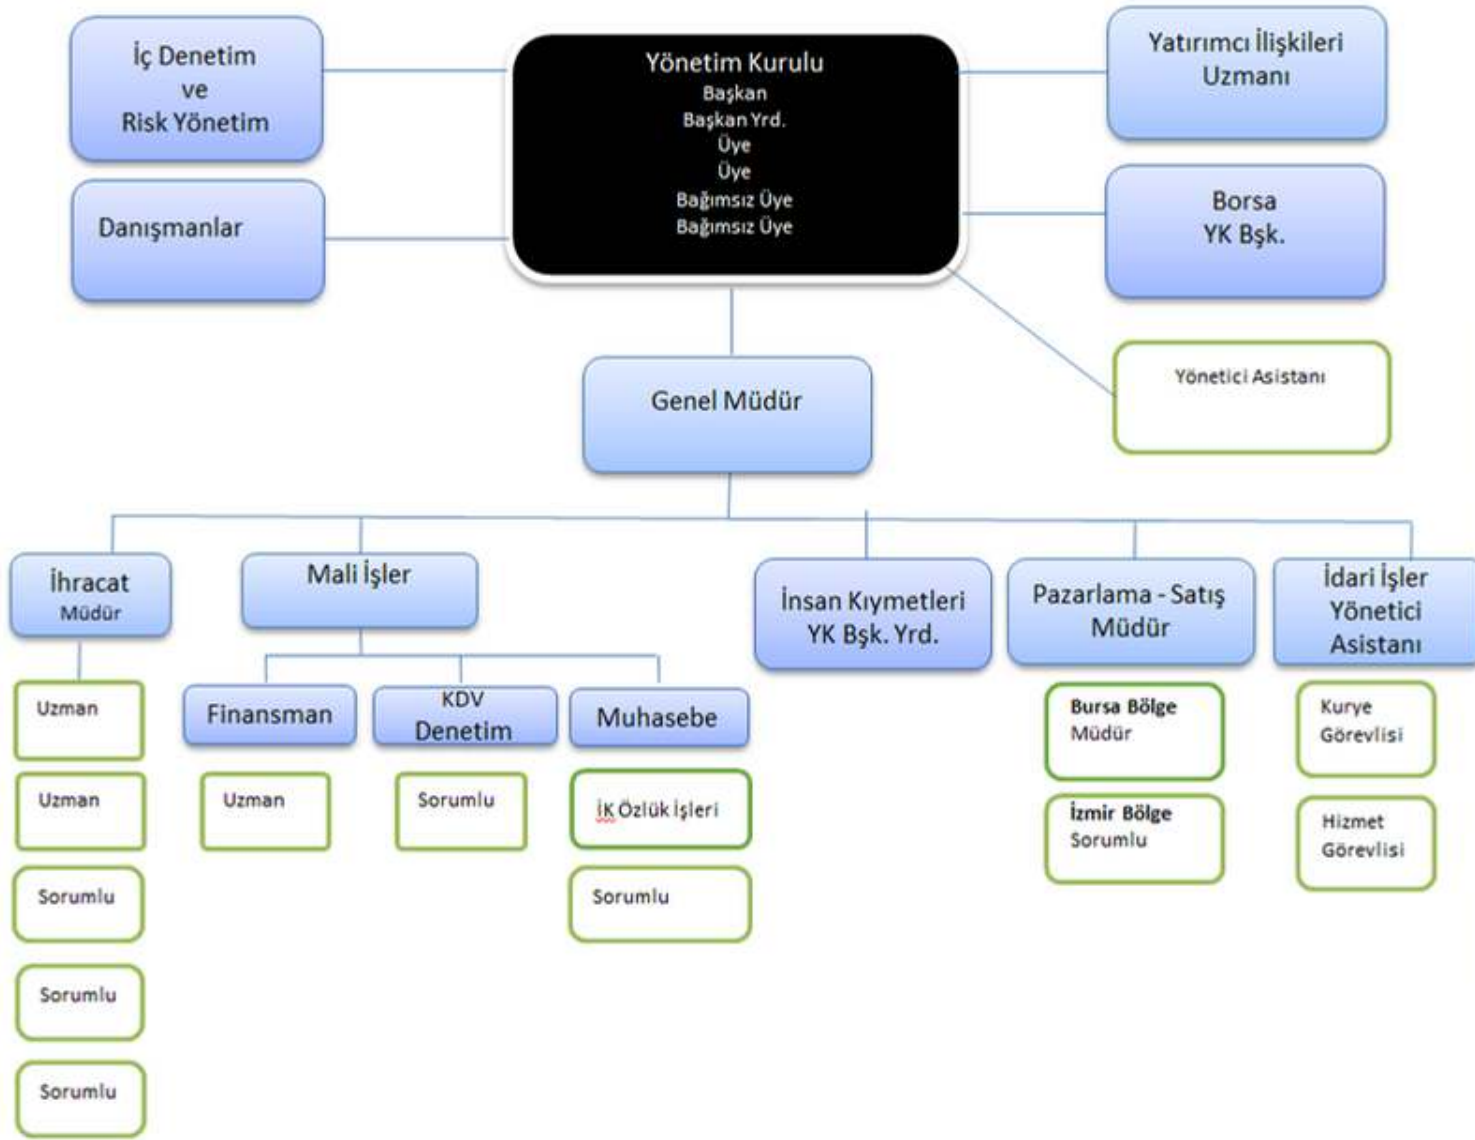 İç Denetim
ve
Risk Yönetim
Danışmanlar
Yönetim Kurulu
Başkan
Başkan Yrd.
Üye
Üye
Bağımsız Üye
Bağımsız Üye
Yatırımcı İlişkileri
Uzmanı
Borsa
YK Bşk.
Yönetici Asistanı
Genel Müdür
İhracat
Müdür
Uzman
Uzman
Sorumlu
Sorumlu
Sorumlu
Mali İşler
Finansman
Uzman
KDV
Denetim
Sorumlu
Muhasebe
İK Özlük İşleri
Sorumlu
İnsan Kıymetleri
YK Bşk. Yrd.
Pazarlama - Satış
Müdür
Bursa Bölge
Müdür
İzmir Bölge
Sorumlu
İdari İşler
Yönetici
Asistanı
Kurye
Görevlisi
Hizmet
Görevlisi